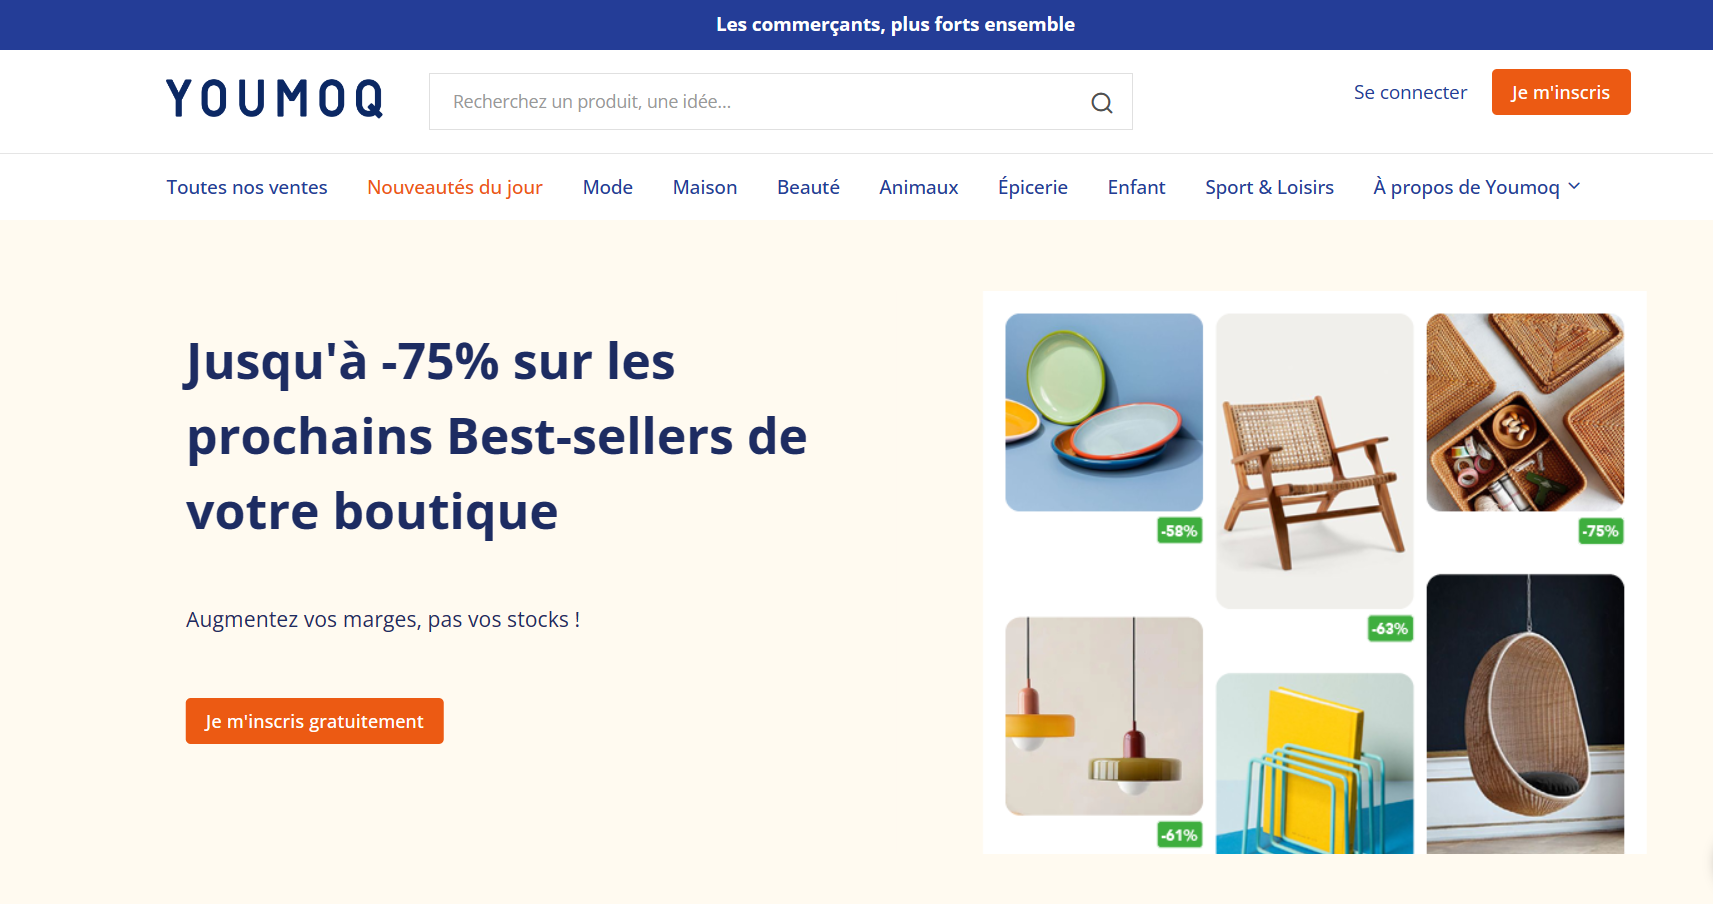 Les commerçants, plus forts ensemble
YOUMOQ
Recherchez un produit, une idée...
Se connecter
Je m'inscris
Toutes nos ventes
Nouveautés du jour
Mode
Maison
Beauté
Animaux
Épicerie
Enfant
Sport & Loisirs
À propos de Youmoq
Jusqu'à -75% sur les
prochains Best-sellers de
votre boutique
Augmentez vos marges, pas vos stocks !
Je m'inscris gratuitement
-58%
-75%
-63%
-61%